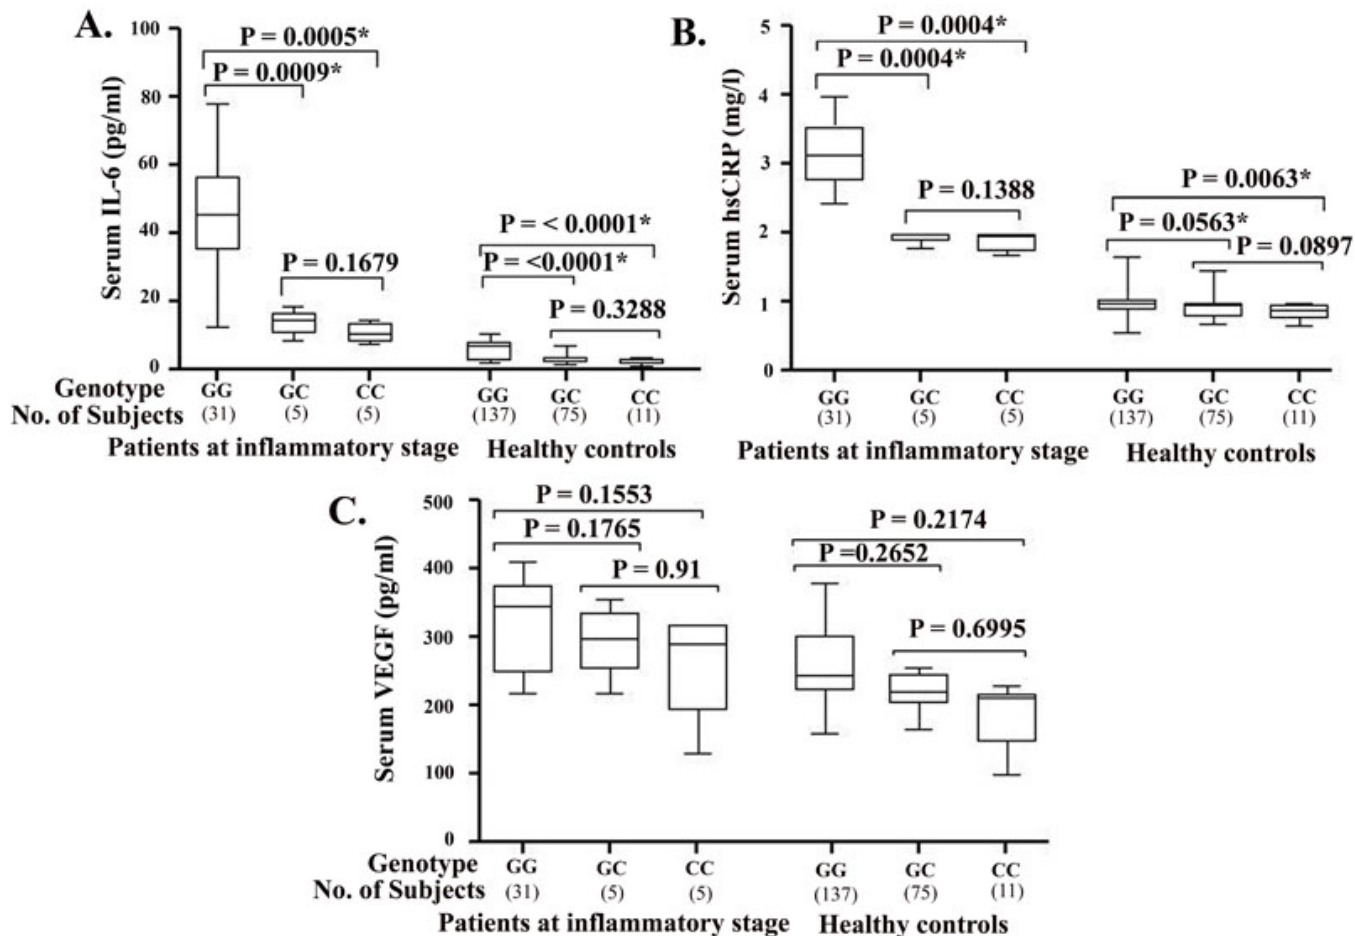 A.
Serum IL-6 (pg/ml)
100
80
60
40
20
0
P = 0.0005*
P = 0.0009*
P = 0.1679
P = < 0.0001*
P = <0.0001*
P = 0.3288
Genotype GG GC CC GG GC CC
No. of Subjects (31) (5) (5) (137) (75) (11)
Patients at inflammatory stage Healthy controls
B.
Serum hsCRP (mg/l)
5
4
3
2
1
0
P = 0.0004*
P = 0.0004*
P = 0.1388
P = 0.0063*
P = 0.0563*
P = 0.0897
GG GC CC GG GC CC
(31) (5) (5) (137) (75) (11)
Patients at inflammatory stage Healthy controls
C.
Serum VEGF (pg/ml)
500
400
300
200
100
0
P = 0.1553
P = 0.1765
P = 0.91
P = 0.2174
P =0.2652
P = 0.6995
Genotype GG GC CC GG GC CC
No. of Subjects (31) (5) (5) (137) (75) (11)
Patients at inflammatory stage Healthy controls